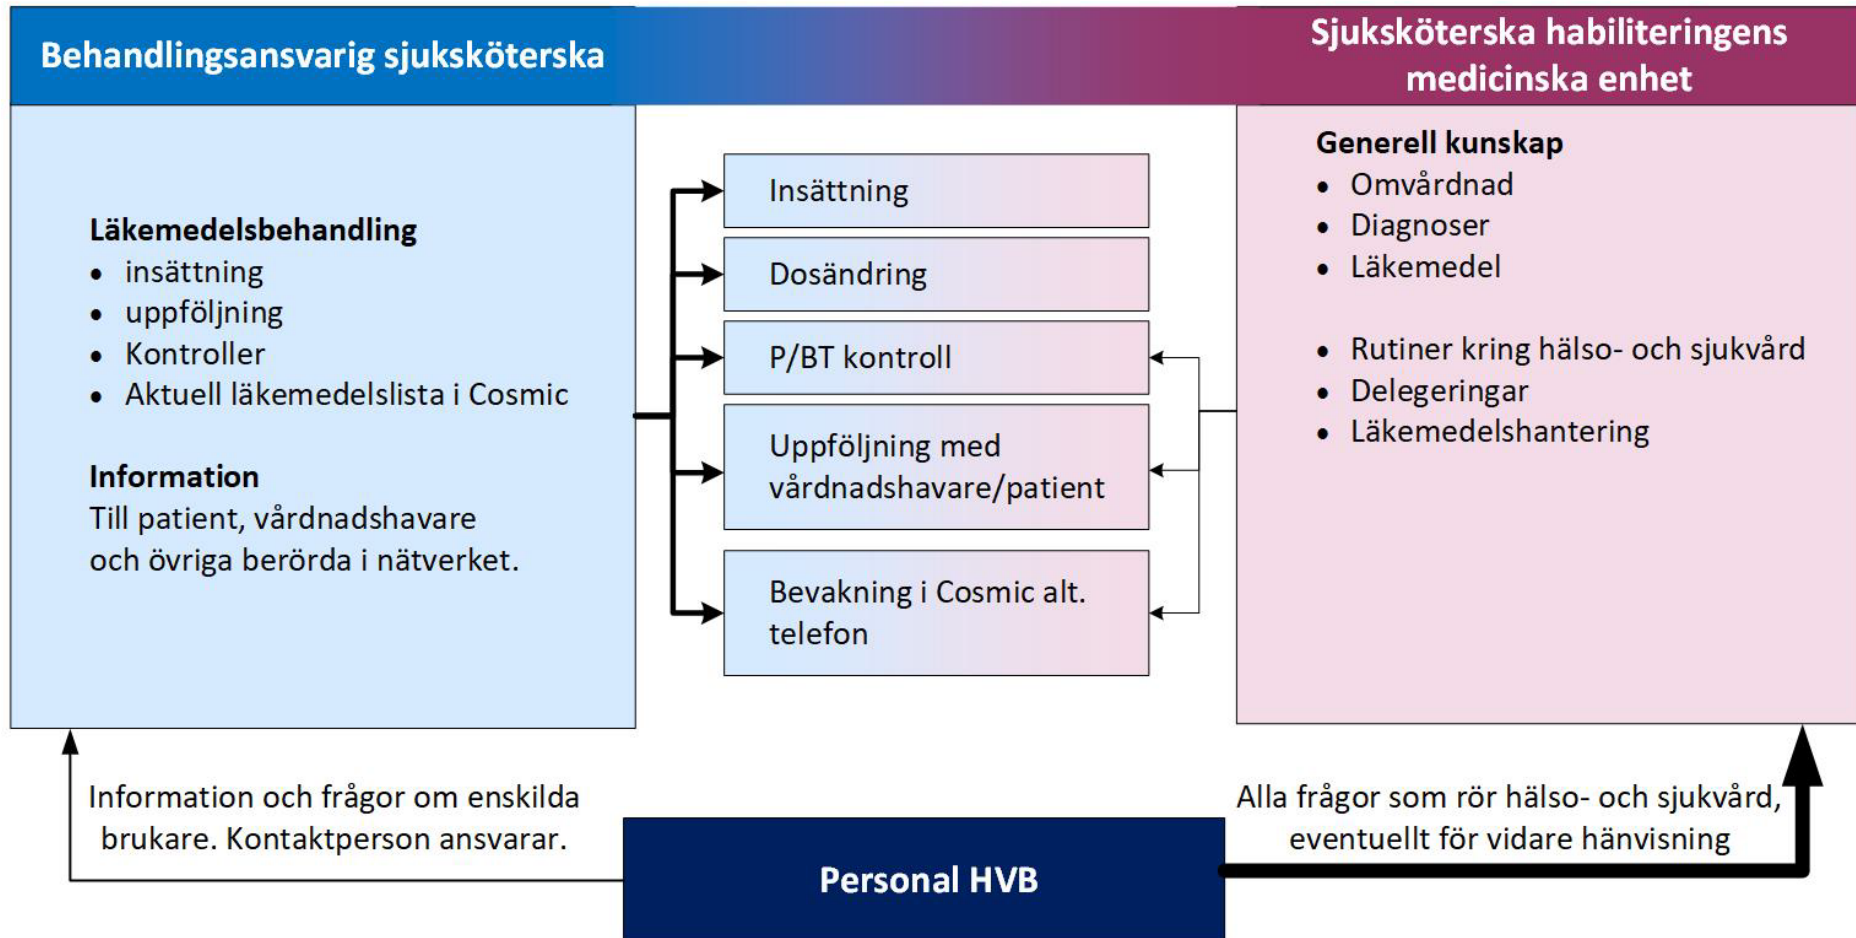 Behandlingsansvarig sjuksköterska
Sjuksköterska habiliteringens
medicinska enhet
Läkemedelsbehandling
• insättning
• uppföljning
• Kontroller
• Aktuell läkemedelslista i Cosmic
Information
Till patient, vårdnadshavare
och övriga berörda i nätverket.
Insättning
Dosändring
P/BT kontroll
Uppföljning med
vårdnadshavare/patient
Bevakning i Cosmic alt.
telefon
Generell kunskap
• Omvårdnad
• Diagnoser
• Läkemedel
• Rutiner kring hälso- och sjukvård
• Delegeringar
• Läkemedelshantering
Information och frågor om enskilda
brukare. Kontaktperson ansvarar.
Personal HVB
Alla frågor som rör hälso- och sjukvård,
eventuellt för vidare hänvisning